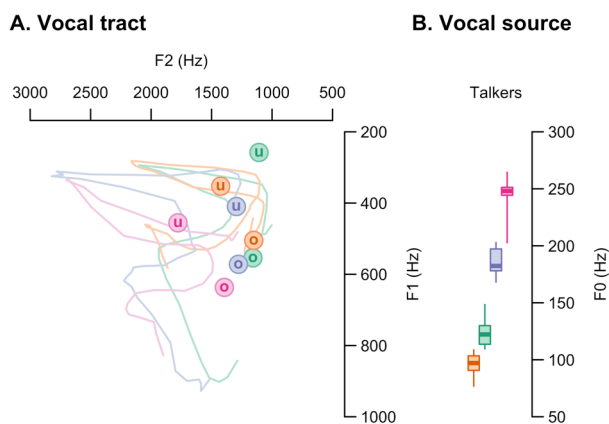 A. Vocal tract
F2 (Hz)
3000 2500 2000 1500 1000 500
200
400
600
800
1000
F1 (Hz)
u
u
u
u
o
o
o
o
B. Vocal source
Talkers
300
250
200
150
100
50
F0 (Hz)